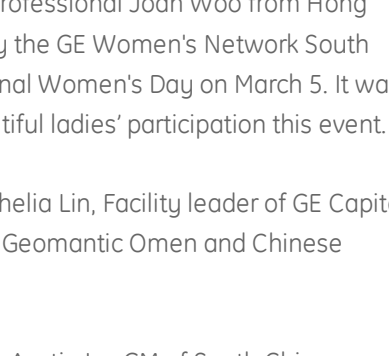 rofessional Joan Woo from Hong
y the GE Women's Network South
nal Women's Day on March 5. It wa
tiful ladies' participation this event.
helia Lin, Facility leader of GE Capit
Geomantic Omen and Chinese